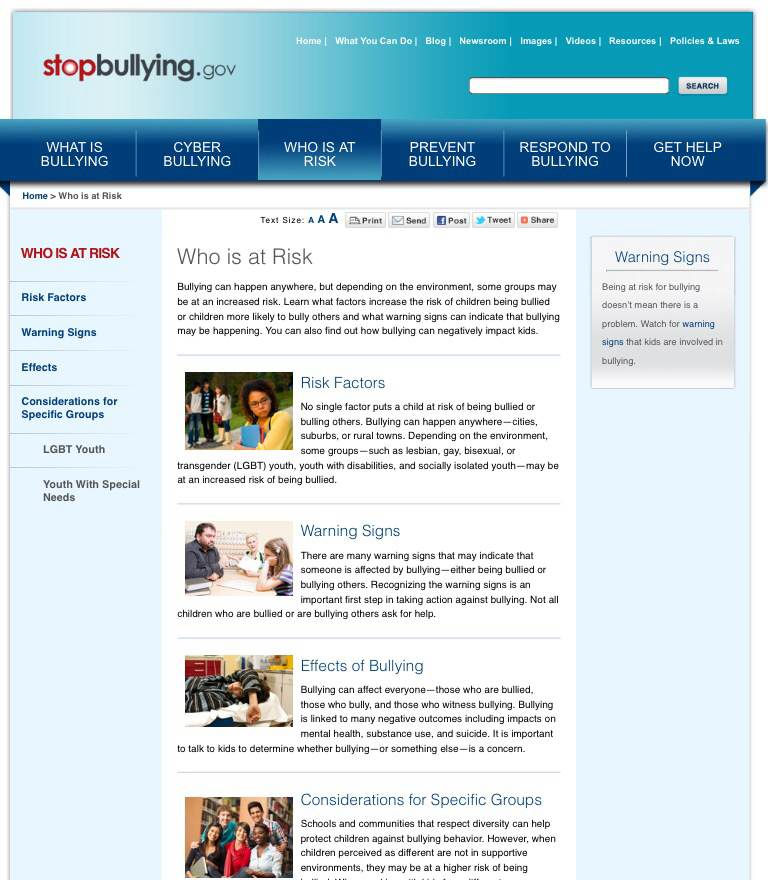 Home | What You Can Do | Blog | Newsroom | Images | Videos | Resources | Policies & Laws
stopbullying.gov
SEARCH
WHAT IS BULLYING
CYBER BULLYING
WHO IS AT RISK
PREVENT BULLYING
RESPOND TO BULLYING
GET HELP NOW
Home > Who is at Risk
Text Size: A A A Print Send Post Tweet Share
WHO IS AT RISK
Risk Factors
Warning Signs
Effects
Considerations for
Specific Groups
LGBT Youth
Youth With Special
Needs
Who is at Risk
Bullying can happen anywhere, but depending on the environment, some groups may
be at an increased risk. Learn what factors increase the risk of children being bullied
or children more likely to bully others and what warning signs can indicate that bullying
may be happening. You can also find out how bullying can negatively impact kids.
Risk Factors
No single factor puts a child at risk of being bullied or
bulling others. Bullying can happen anywhere—cities,
suburbs, or rural towns. Depending on the environment,
some groups—such as lesbian, gay, bisexual, or
transgender (LGBT) youth, youth with disabilities, and socially isolated youth—may be
at an increased risk of being bullied.
Warning Signs
There are many warning signs that may indicate that
someone is affected by bullying—either being bullied or
bullying others. Recognizing the warning signs is an
important first step in taking action against bullying. Not all
children who are bullied or are bullying others ask for help.
Effects of Bullying
Bullying can affect everyone—those who are bullied,
those who bully, and those who witness bullying. Bullying
is linked to many negative outcomes including impacts on
mental health, substance use, and suicide. It is important
to talk to kids to determine whether bullying—or something else—is a concern.
Considerations for Specific Groups
Schools and communities that respect diversity can help
protect children against bullying behavior. However, when
children perceived as different are not in supportive
environments, they may be at a higher risk of being
Warning Signs
Being at risk for bullying
doesn't mean there is a
problem. Watch for warning
signs that kids are involved in
bullying.